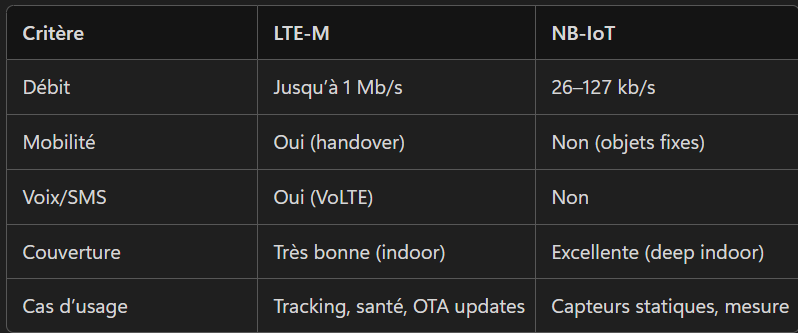 Critère LTE-M NB-IoT
Débit Jusqu’à 1 Mb/s 26–127 kb/s
Mobilité Oui (handover) Non (objets fixes)
Voix/SMS Oui (VoLTE) Non
Couverture Très bonne (indoor) Excellente (deep indoor)
Cas d’usage Tracking, santé, OTA updates Capteurs statiques, mesure